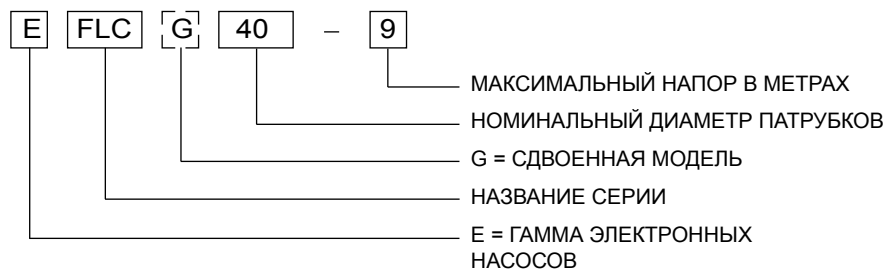 E FLC G 40 – 9
МАКСИМАЛЬНЫЙ НАПОР В МЕТРАХ
НОМИНАЛЬНЫЙ ДИАМЕТР ПАТРУБКОВ
G = СДВОЕННАЯ МОДЕЛЬ
НАЗВАНИЕ СЕРИИ
E = ГАММА ЭЛЕКТРОННЫХ
НАСОСОВ